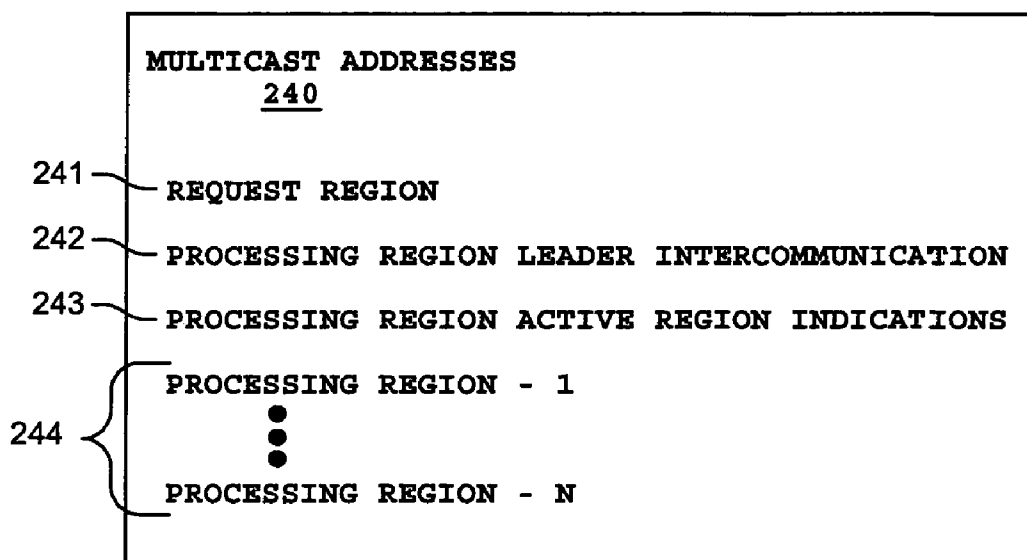 MULTICAST ADDRESSES
240
241 REQUEST REGION
242 PROCESSING REGION LEADER INTERCOMMUNICATION
243 PROCESSING REGION ACTIVE REGION INDICATIONS
PROCESSING REGION - 1
244
PROCESSING REGION - N